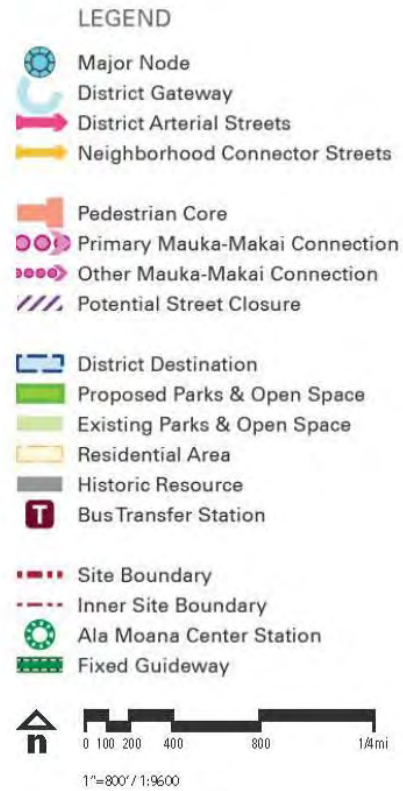 LEGEND
Major Node
District Gateway
District Arterial Streets
Neighborhood Connector Streets
Pedestrian Core
Primary Mauka-Makai Connection
Other Mauka-Makai Connection
Potential Street Closure
District Destination
Proposed Parks & Open Space
Existing Parks & Open Space
Residential Area
Historic Resource
T Bus Transfer Station
Site Boundary
Inner Site Boundary
Ala Moana Center Station
Fixed Guideway
n 0 100 200 400 800 1/4mi
1"=800'/ 1:9600